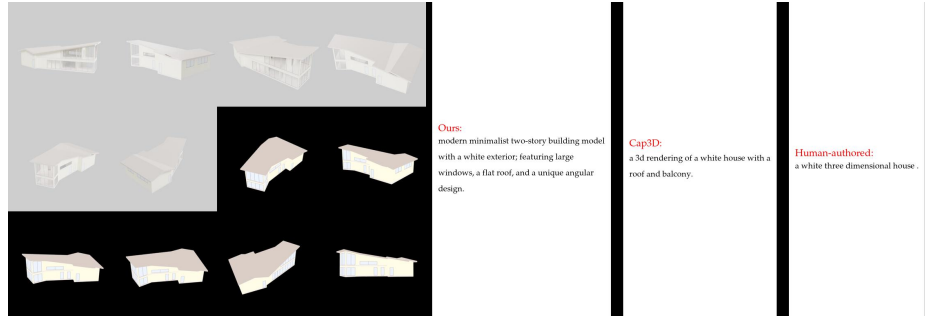 Ours:
modern minimalist two-story building model
with a white exterior; featuring large
windows, a flat roof, and a unique angular
design.
Cap3D:
a 3d rendering of a white house with a
roof and balcony.
Human-authored:
a white three dimensional house .